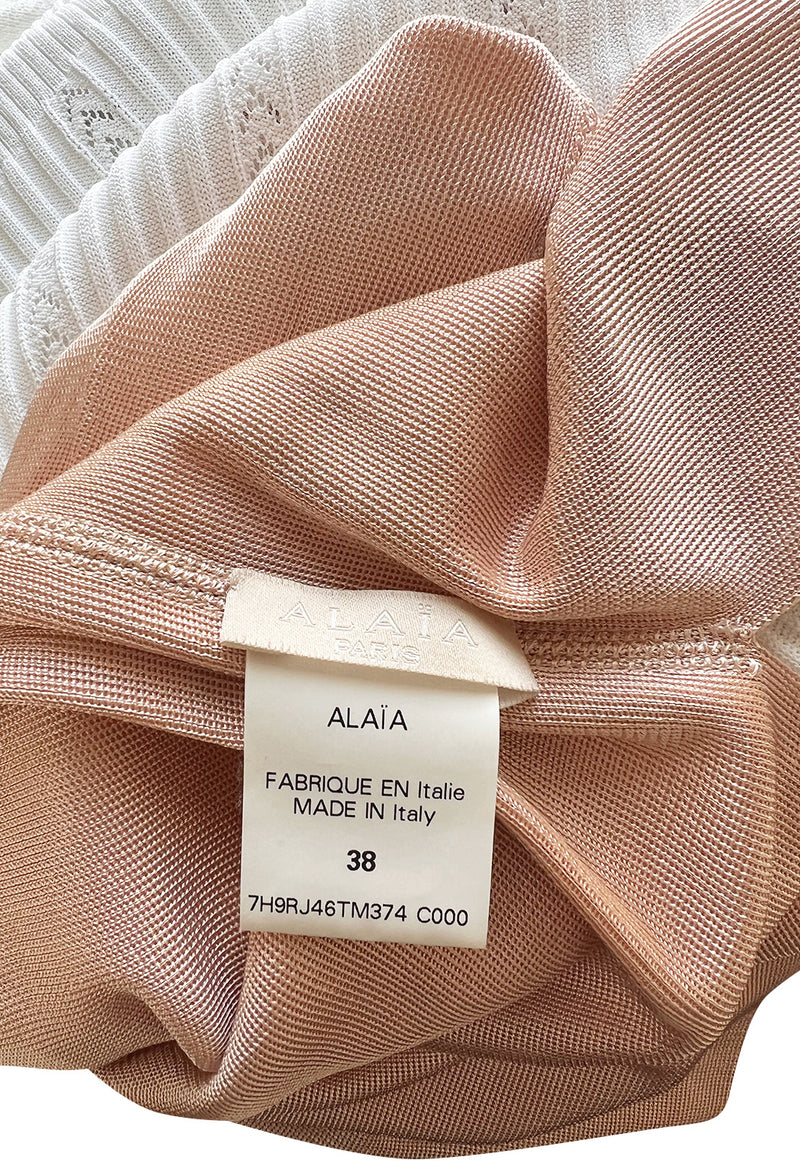 ALAÏA
PARIS
ALAÏA
FABRIQUE EN Italie
MADE IN Italy
38
7H9RJ46TM374 C000